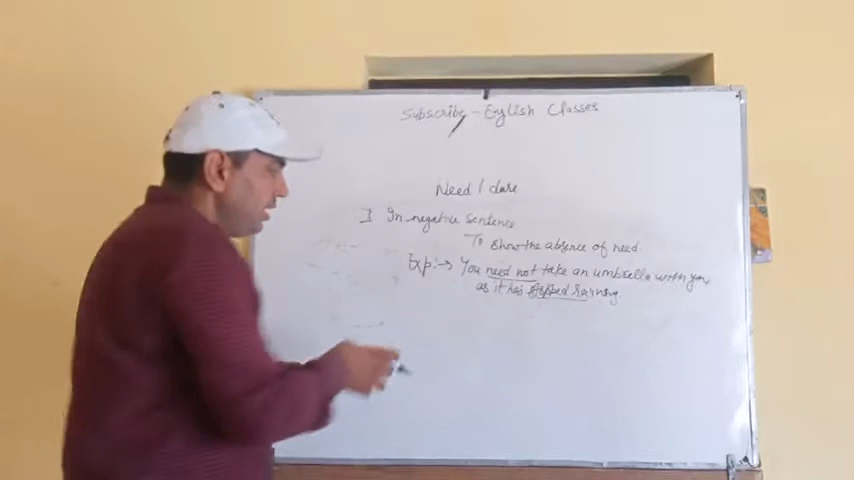 Subscribe - English Classes
Need / dare
I In negative sentence
To show the absence of need
Exp:→ You need not take an umbrella with you
as it has stopped raining.